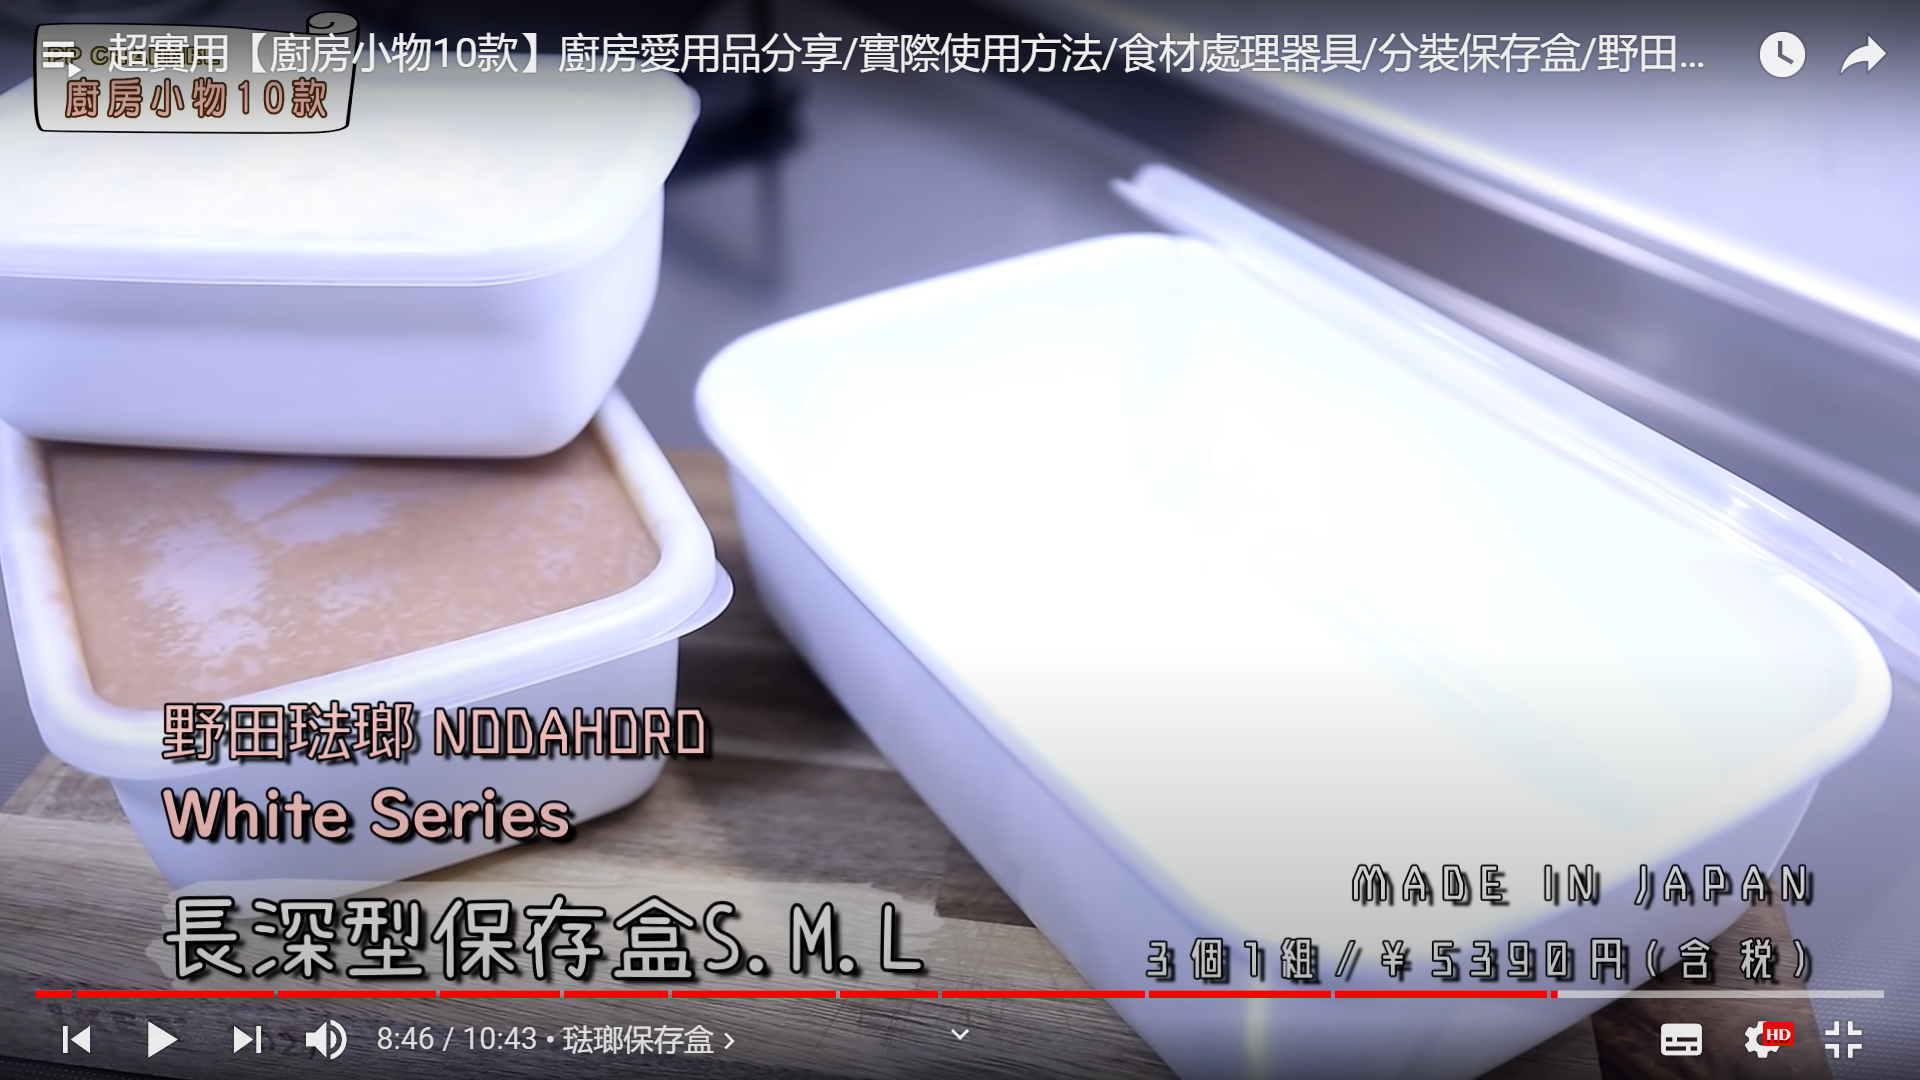 超實用【廚房小物10款】廚房愛用品分享/實際使用方法/食材處理器具/分裝保存盒/野田...
廚房小物10款
野田琺瑯 NODAHORO
White Series
長深型保存盒S.M.L
MADE IN JAPAN
3個1組/¥5390円(含税)
8:46 / 10:43 • 琺瑯保存盒 ›
HD